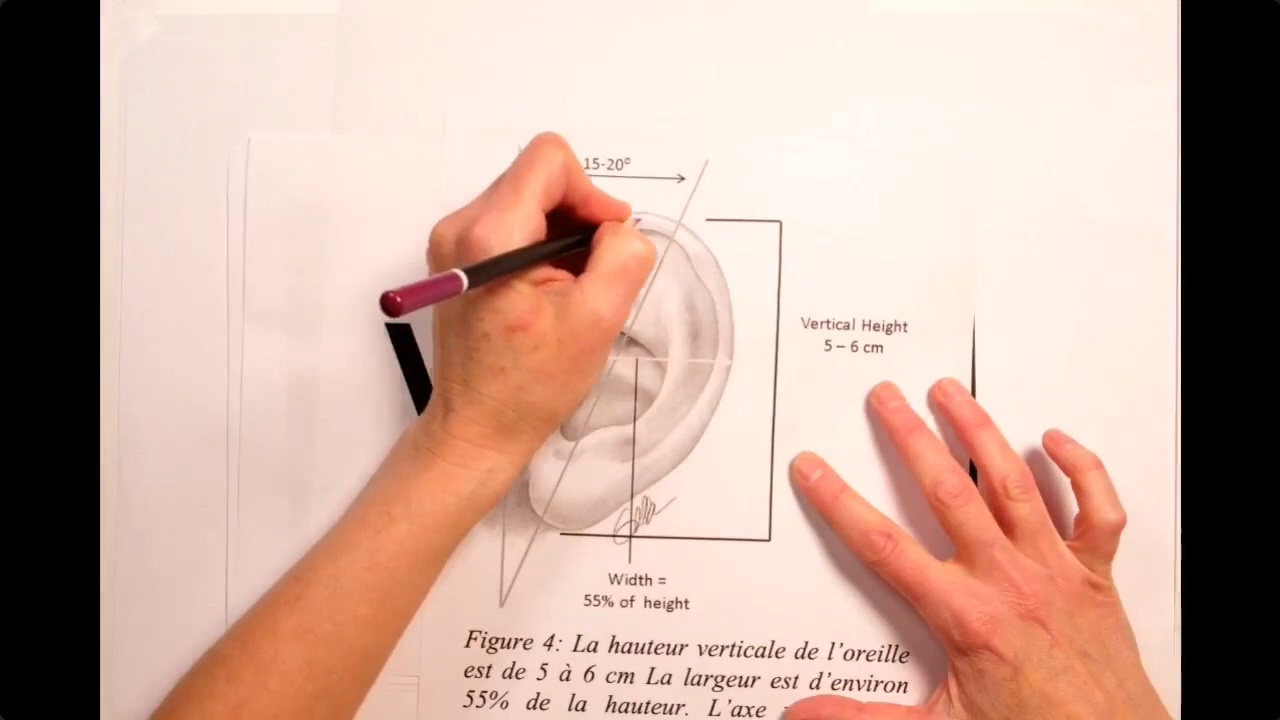 15-20°
Vertical Height
5 – 6 cm
Width =
55% of height
Figure 4: La hauteur verticale de l'oreille
est de 5 à 6 cm La largeur est d'environ
55% de la hauteur. L'axe